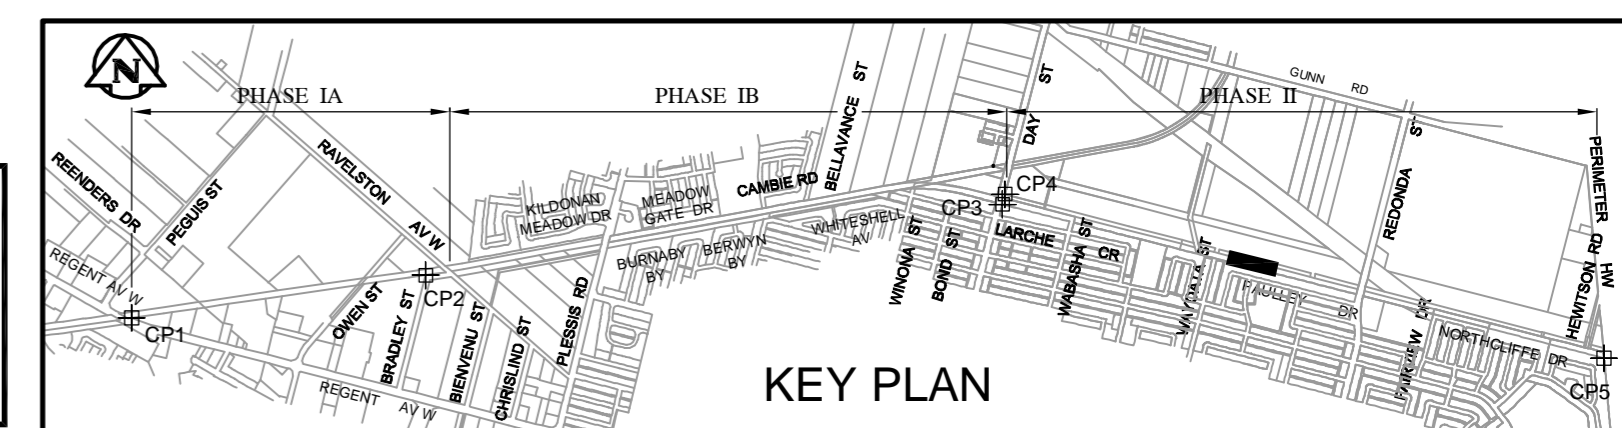 N
PHASE IA
PHASE IB
PHASE II
GUNN RD
REENDERS DR
PEGUIS ST
RAVELSTON AV W
BELLAVANCE ST
DAY ST
REDONDA ST
PERIMETER HW
KILDONAN
MEADOW DR
MEADOW
GATE DR
CAMBIE RD
CP4
CP3
REGENT AV W
CP1
OWEN ST
CP2
BRADLEY ST
BIENVENU ST
CHRISLIND ST
PLESSIS RD
BURNABY
BY
BERWYN
BY
WHITESHELL
AV
WINONA ST
BOND ST
LARCHE CR
WABASHA ST
WAYDATA ST
PAULLEY DR
FAIRVIEW DR
NORTHCLIFFE DR
HEWITSON RD
CP5
REGENT AV W
KEY PLAN